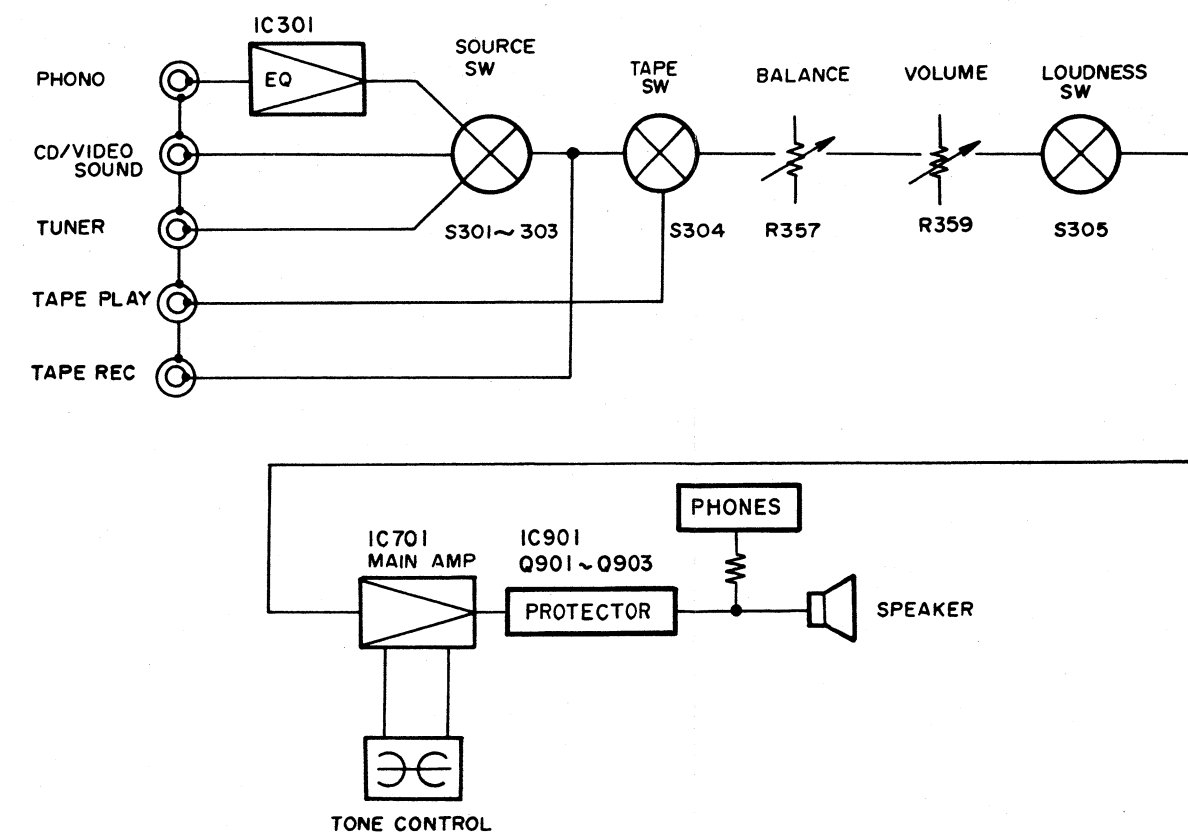 IC301
SOURCE
SW
TAPE
SW
BALANCE
VOLUME
LOUDNESS
SW
PHONO
EQ
CD/VIDEO
SOUND
TUNER
S301~303
S304
R357
R359
S305
TAPE PLAY
TAPE REC
PHONES
IC701
MAIN AMP
IC901
Q901~Q903
PROTECTOR
SPEAKER
TONE CONTROL